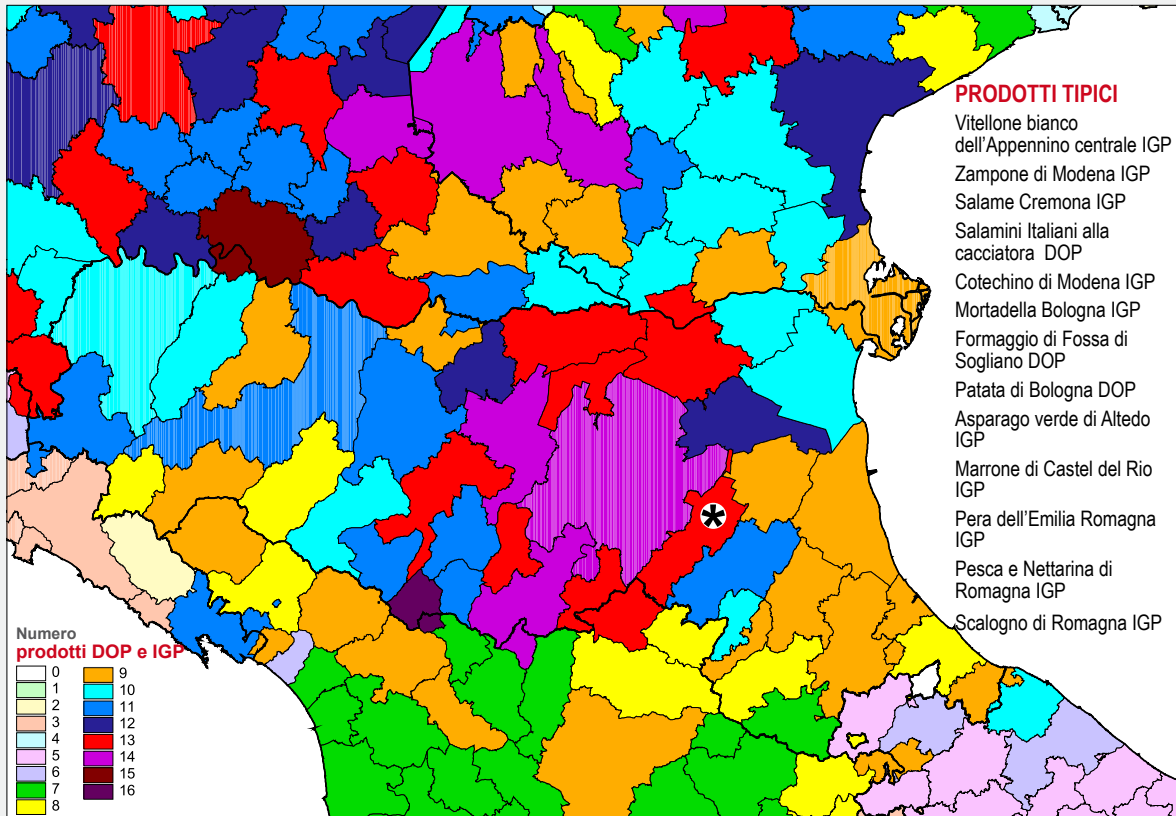 PRODOTTI TIPICI
Vitellone bianco
dell'Appennino centrale IGP
Zampone di Modena IGP
Salame Cremona IGP
Salamini Italiani alla
cacciatora DOP
Cotechino di Modena IGP
Mortadella Bologna IGP
Formaggio di Fossa di
Sogliano DOP
Patata di Bologna DOP
Asparago verde di Altedo
IGP
Marrone di Castel del Rio
IGP
Pera dell'Emilia Romagna
IGP
Pesca e Nettarina di
Romagna IGP
Scalogno di Romagna IGP
*
Numero
prodotti DOP e IGP
0
1
2
3
4
5
6
7
8
9
10
11
12
13
14
15
16